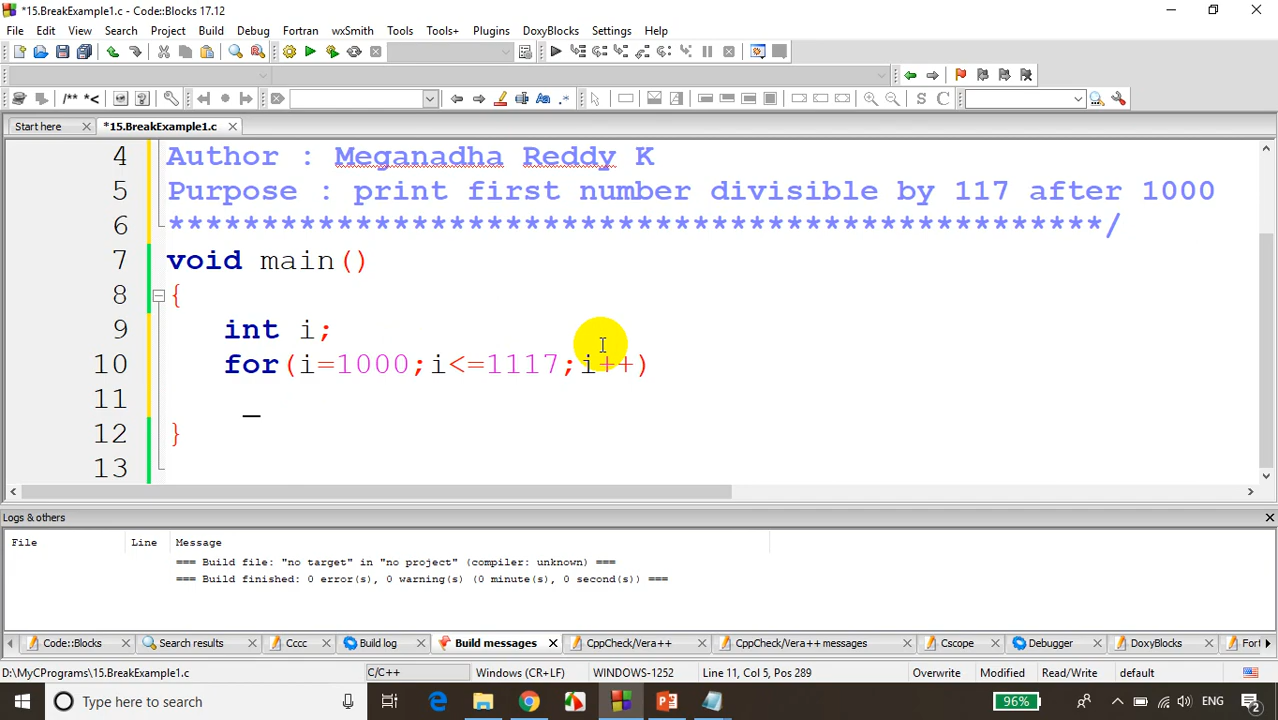 *15.BreakExample1.c - Code::Blocks 17.12
File Edit View Search Project Build Debug Fortran wxSmith Tools Tools+ Plugins DoxyBlocks Settings Help
/** *<
S C
Start here *15.BreakExample1.c
4 Author : Meganadha Reddy K
5 Purpose : print first number divisible by 117 after 1000
6 **************************************************/
7 void main()
8 {
9 int i;
10 for(i=1000;i<=1117;i++)
11
12 }
13
Logs & others
File Line Message
=== Build file: "no target" in "no project" (compiler: unknown) ===
=== Build finished: 0 error(s), 0 warning(s) (0 minute(s), 0 second(s)) ===
Code::Blocks Search results Cccc Build log Build messages CppCheck/Vera++ CppCheck/Vera++ messages Cscope Debugger DoxyBlocks Fort
D:\MyCPrograms\15.BreakExample1.c C/C++ Windows (CR+LF) WINDOWS-1252 Line 11, Col 5, Pos 289 Overwrite Modified Read/Write default
Type here to search 96% ENG 2